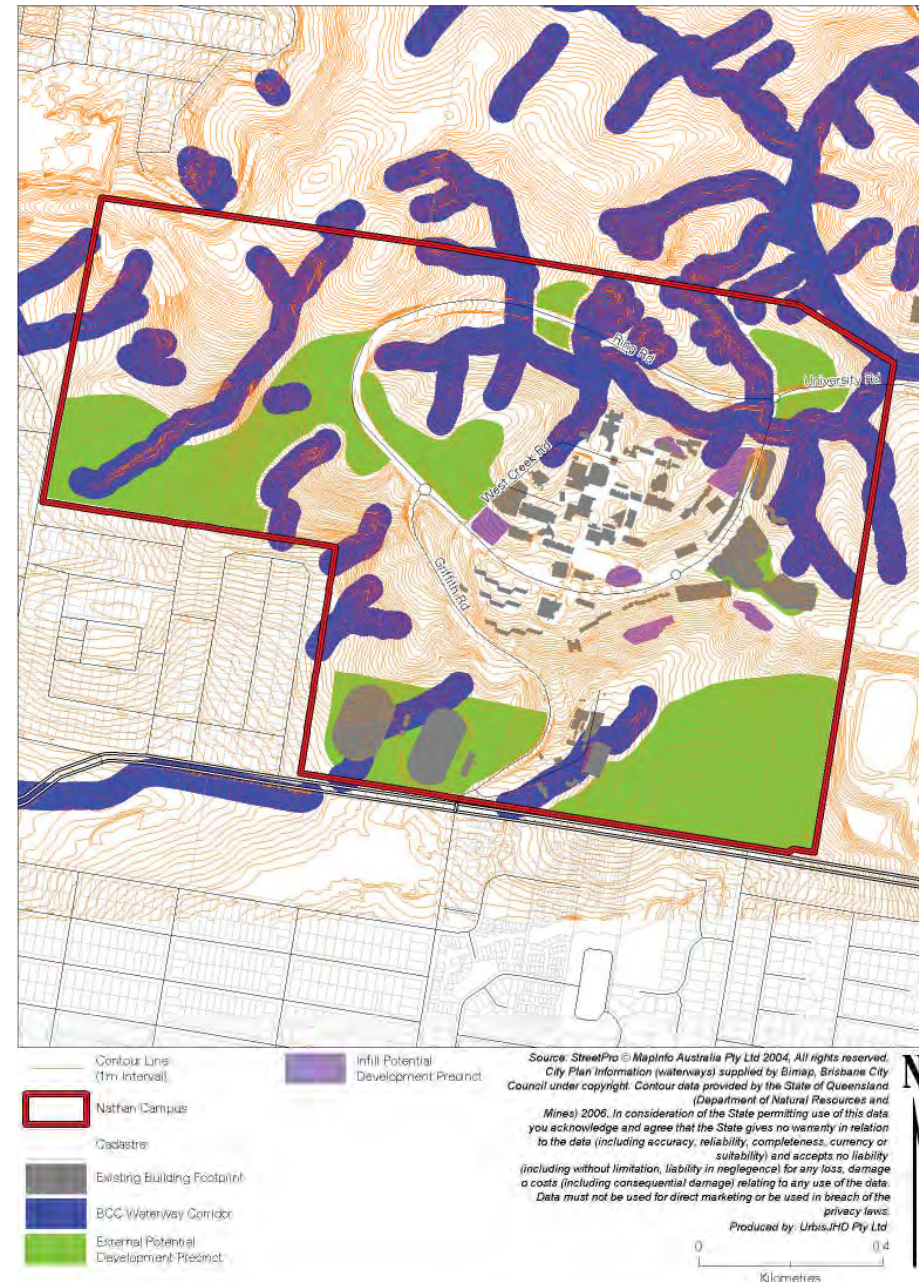 Ring Rd
University Rd
West Creek Rd
Griffith Rd
Contour Line
(1m Interval)
Nathan Campus
Cadastre
Existing Building Footprint
BCC Waterway Corridor
External Potential
Development Precinct
Infill Potential
Development Precinct
Source: StreetPro © MapInfo Australia Pty Ltd 2004, All rights reserved.
City Plan Information (waterways) supplied by Bimap, Brisbane City
Council under copyright. Contour data provided by the State of Queensland
(Department of Natural Resources and
Mines) 2006. In consideration of the State permitting use of this data
you acknowledge and agree that the State gives no warranty in relation
to the data (including accuracy, reliability, completeness, currency or
suitability) and accepts no liability
(including without limitation, liability in neglegence) for any loss, damage
o costs (including consequential damage) relating to any use of the data.
Data must not be used for direct marketing or be used in breach of the
privacy laws.
Produced by: UrbisJHD Pty Ltd
N
0 0.4
Kilometres